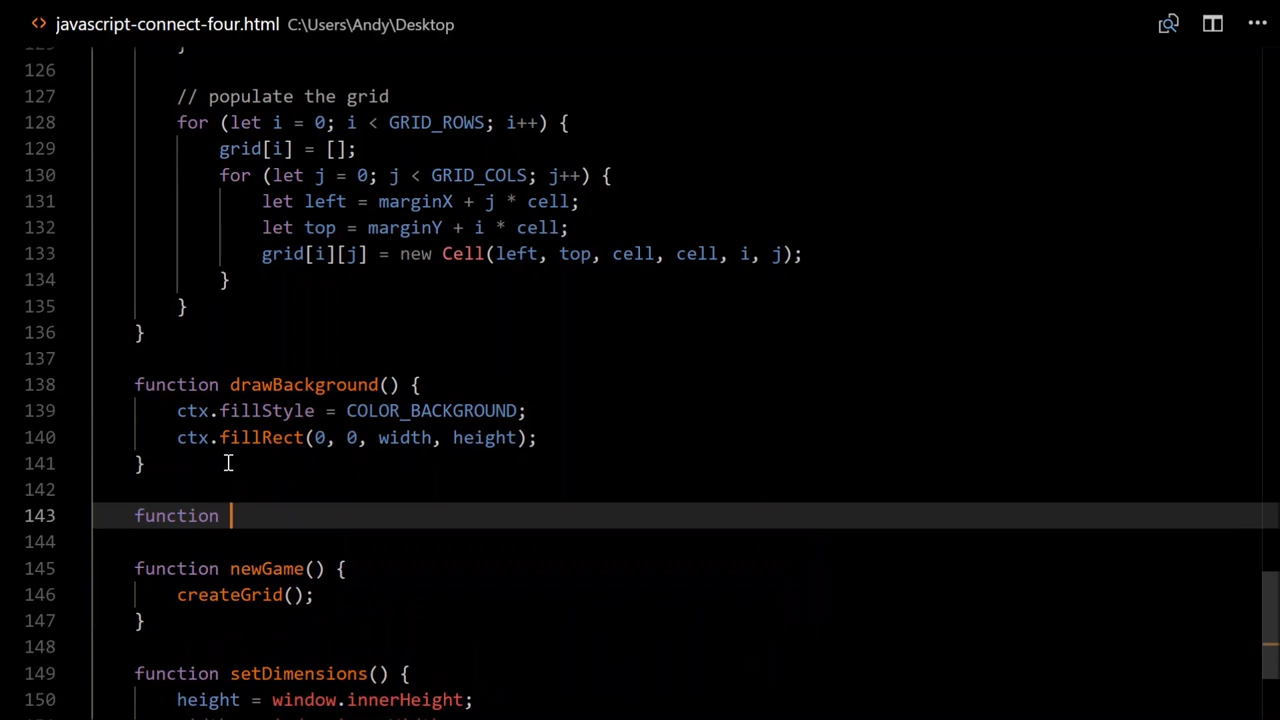 <> javascript-connect-four.html C:\Users\Andy\Desktop
125 }
126
127 // populate the grid
128 for (let i = 0; i < GRID_ROWS; i++) {
129 grid[i] = [];
130 for (let j = 0; j < GRID_COLS; j++) {
131 let left = marginX + j * cell;
132 let top = marginY + i * cell;
133 grid[i][j] = new Cell(left, top, cell, cell, i, j);
134 }
135 }
136 }
137
138 function drawBackground() {
139 ctx.fillStyle = COLOR_BACKGROUND;
140 ctx.fillRect(0, 0, width, height);
141 }
142
143 function
144
145 function newGame() {
146 createGrid();
147 }
148
149 function setDimensions() {
150 height = window.innerHeight;